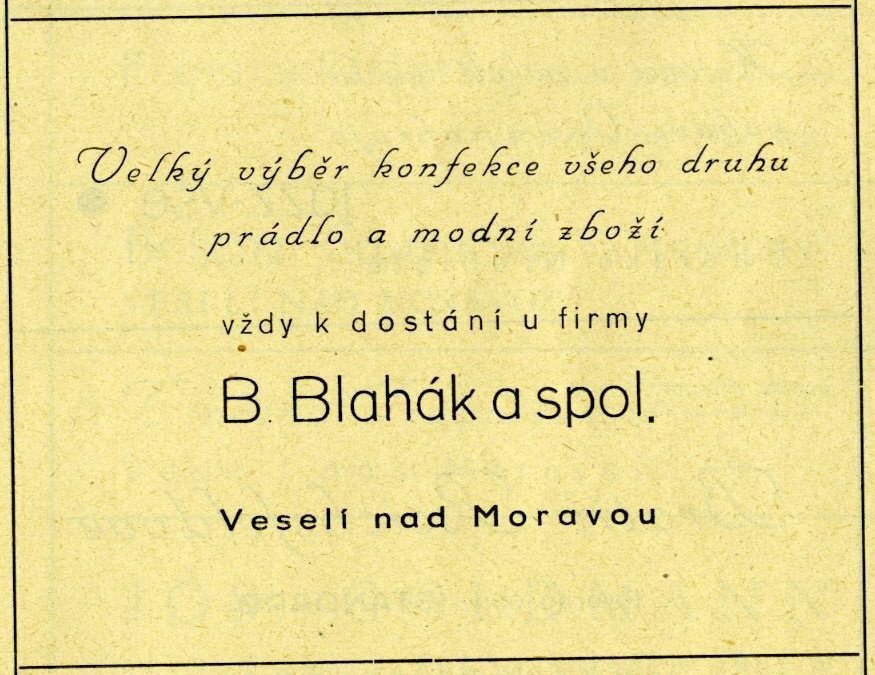 Velký výběr konfekce všeho druhu
prádlo a modní zboží
vždy k dostání u firmy
B. Blahák a spol.
Veselí nad Moravou